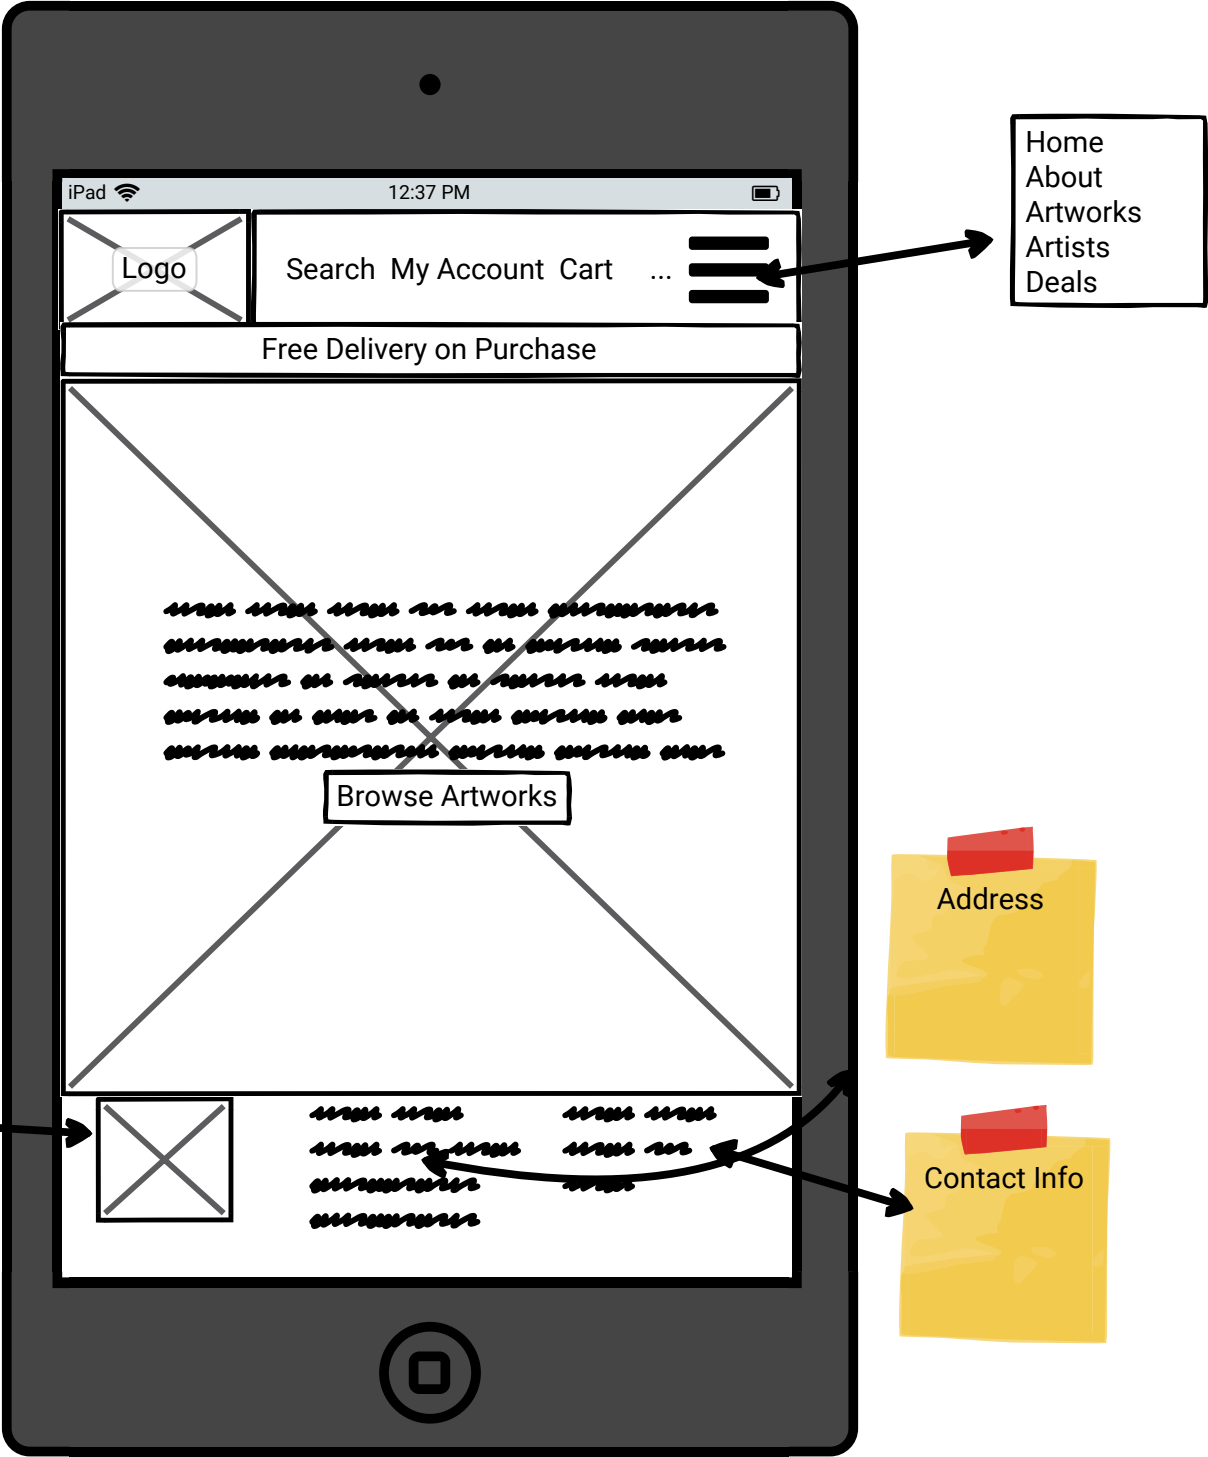 iPad 12:37 PM
Logo
Search My Account Cart ...
Free Delivery on Purchase
Browse Artworks
Home
About
Artworks
Artists
Deals
Address
Contact Info